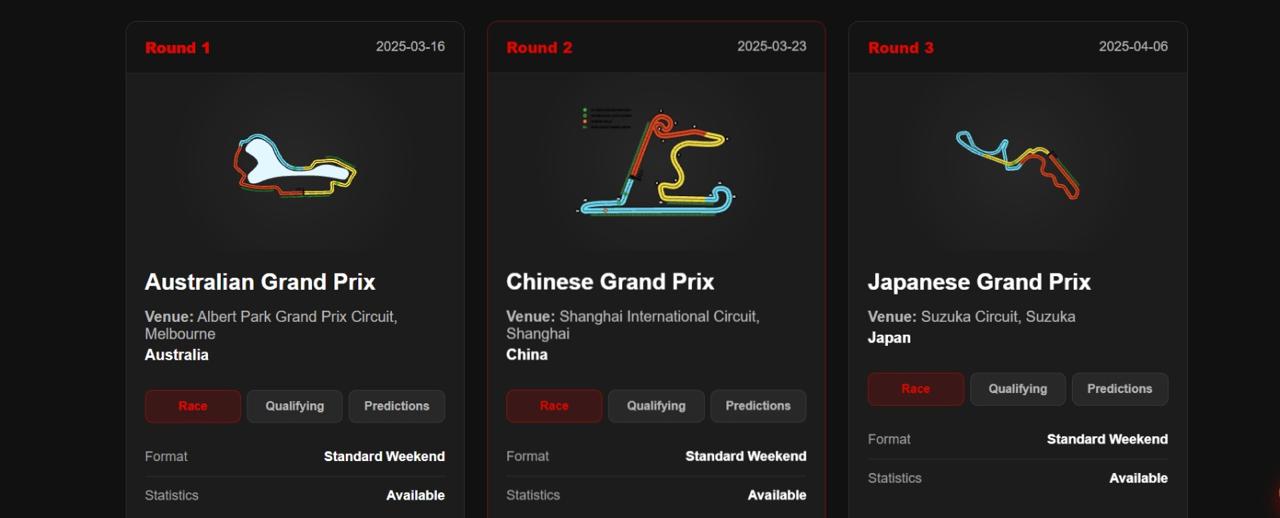 Round 1
2025-03-16
Australian Grand Prix
Venue: Albert Park Grand Prix Circuit,
Melbourne
Australia
Race
Qualifying
Predictions
Format
Standard Weekend
Statistics
Available
Round 2
2025-03-23
Chinese Grand Prix
Venue: Shanghai International Circuit,
Shanghai
China
Race
Qualifying
Predictions
Format
Standard Weekend
Statistics
Available
Round 3
2025-04-06
Japanese Grand Prix
Venue: Suzuka Circuit, Suzuka
Japan
Race
Qualifying
Predictions
Format
Standard Weekend
Statistics
Available